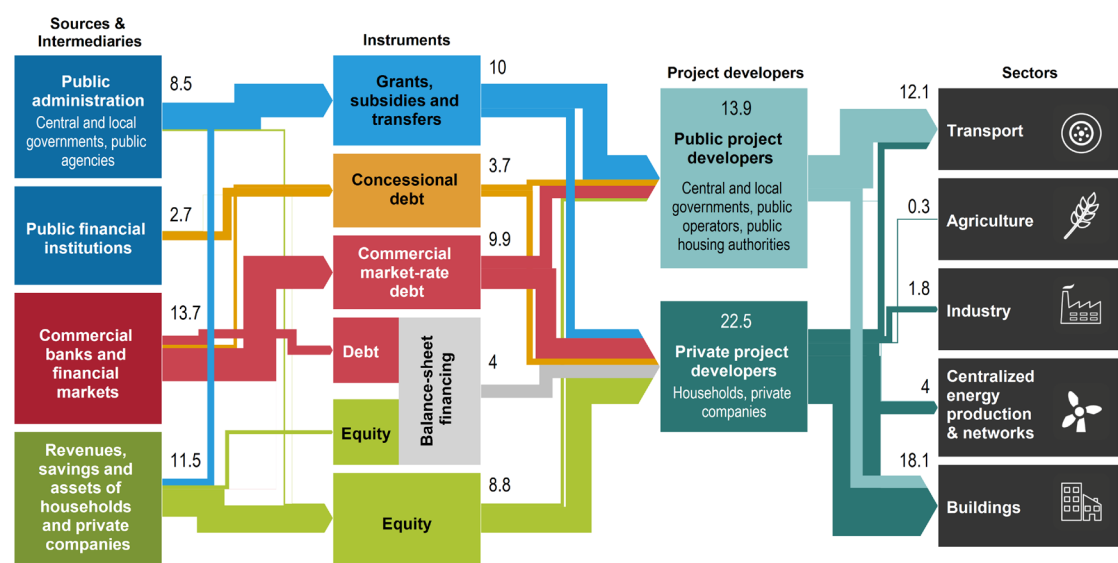 Sources &
Intermediaries
Public
administration
Central and local
governments, public
agencies
8.5
Public financial
institutions
2.7
Commercial
banks and
financial
markets
13.7
Revenues,
savings and
assets of
households
and private
companies
11.5
Instruments
Grants,
subsidies and
transfers
10
Concessional
debt
3.7
Commercial
market-rate
debt
9.9
Debt
Equity
Balance-sheet
financing
4
Equity
8.8
Project developers
13.9
Public project
developers
Central and local
governments, public
operators, public
housing authorities
22.5
Private project
developers
Households, private
companies
Sectors
12.1
Transport
0.3
Agriculture
1.8
Industry
4
Centralized
energy
production
& networks
18.1
Buildings